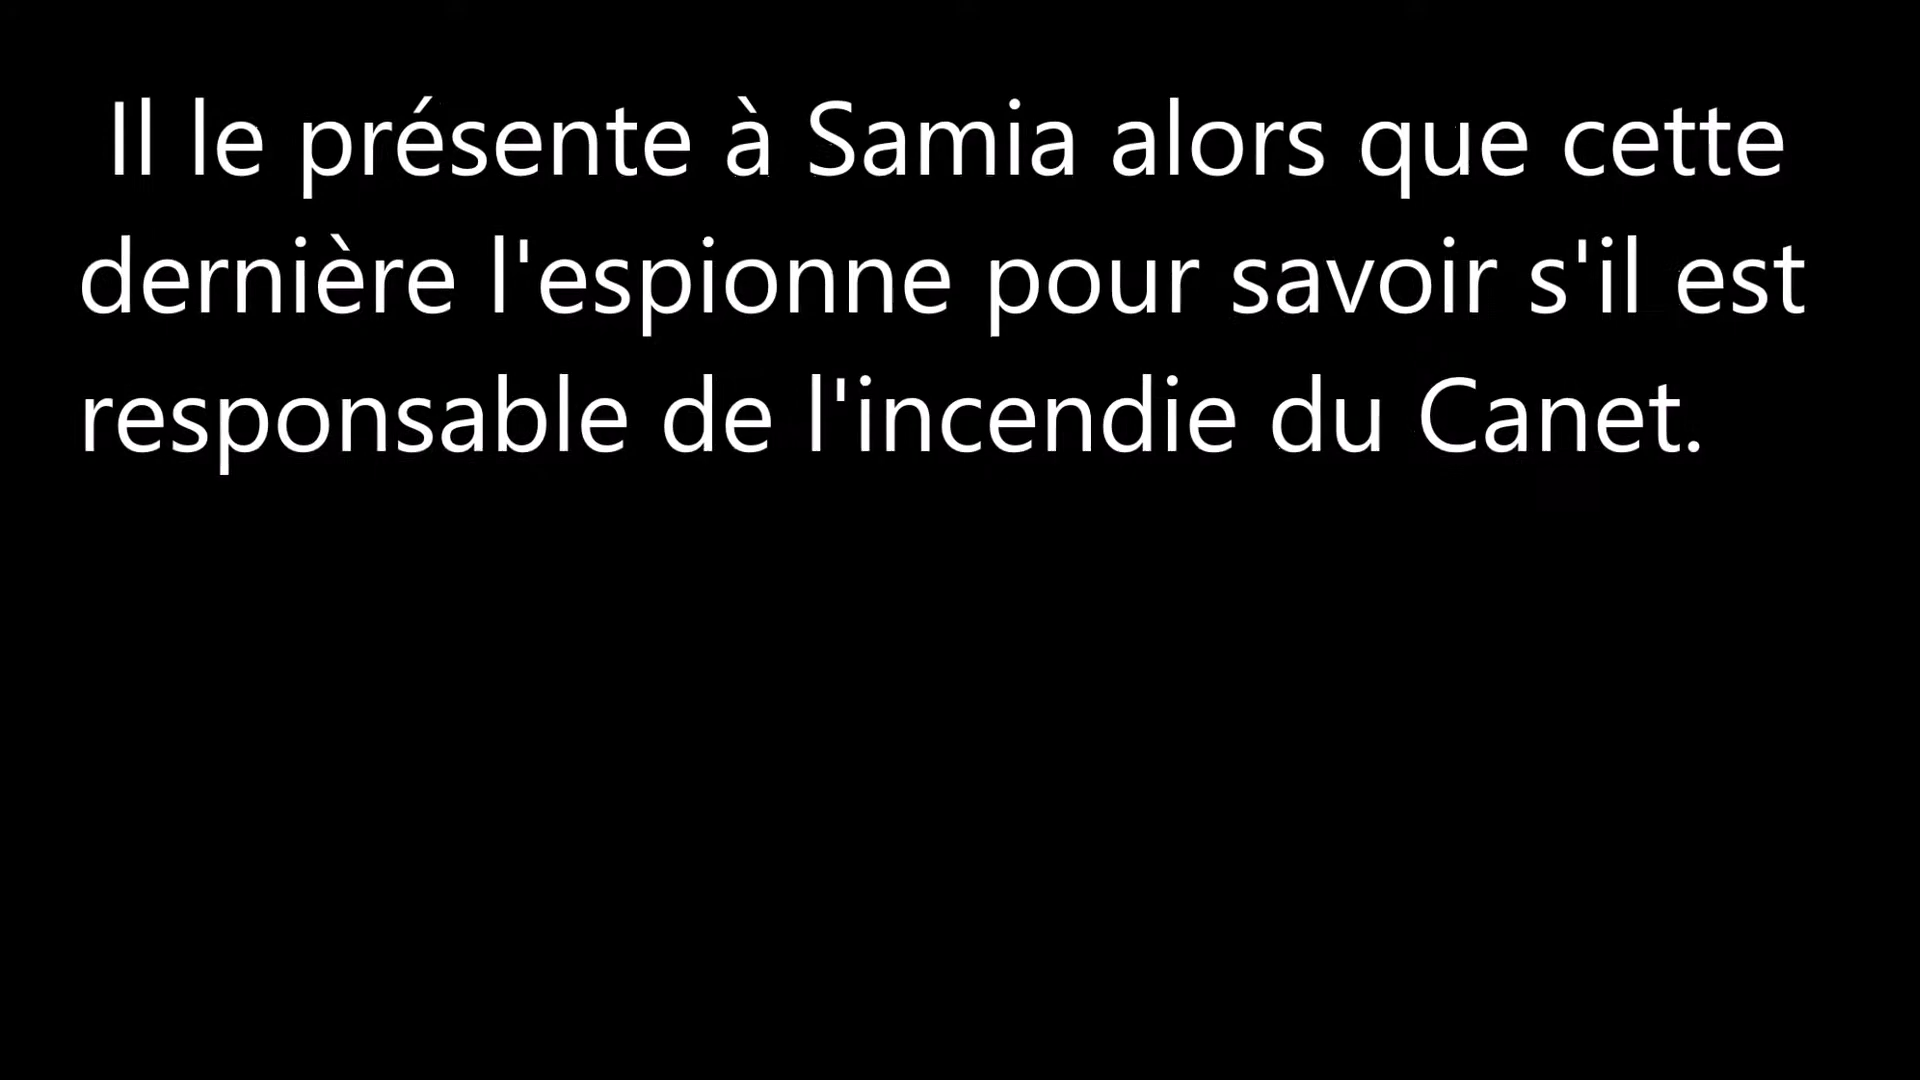 Il le présente à Samia alors que cette
dernière l'espionne pour savoir s'il est
responsable de l'incendie du Canet.